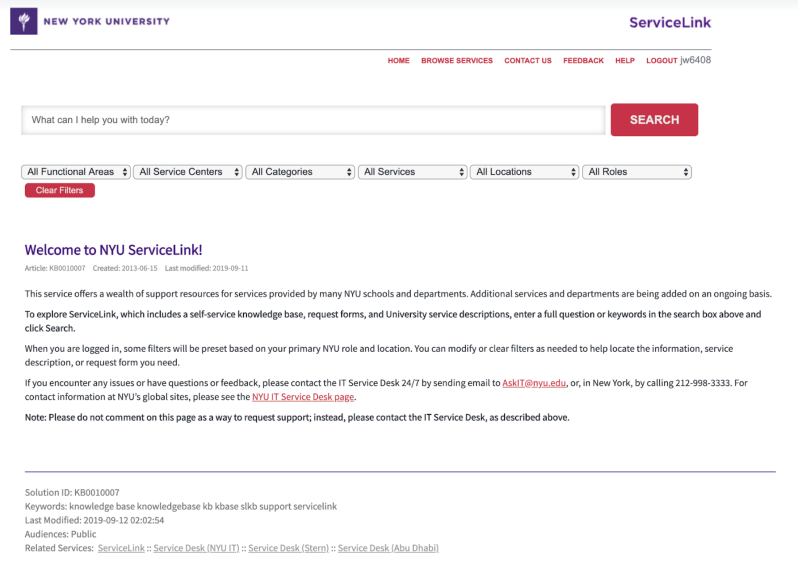 NEW YORK UNIVERSITY
ServiceLink
HOME BROWSE SERVICES CONTACT US FEEDBACK HELP LOGOUT jw6408
What can I help you with today?
SEARCH
All Functional Areas All Service Centers All Categories All Services All Locations All Roles
Clear Filters
Welcome to NYU ServiceLink!
Article: KB0010007 Created: 2013-06-15 Last modified: 2019-09-11
This service offers a wealth of support resources for services provided by many NYU schools and departments. Additional services and departments are being added on an ongoing basis.
To explore ServiceLink, which includes a self-service knowledge base, request forms, and University service descriptions, enter a full question or keywords in the search box above and
click Search.
When you are logged in, some filters will be preset based on your primary NYU role and location. You can modify or clear filters as needed to help locate the information, service
description, or request form you need.
If you encounter any issues or have questions or feedback, please contact the IT Service Desk 24/7 by sending email to AskIT@nyu.edu, or, in New York, by calling 212-998-3333. For
contact information at NYU's global sites, please see the NYU IT Service Desk page.
Note: Please do not comment on this page as a way to request support; instead, please contact the IT Service Desk, as described above.
Solution ID: KB0010007
Keywords: knowledge base knowledgebase kb kbase slkb support servicelink
Last Modified: 2019-09-12 02:02:54
Audiences: Public
Related Services: ServiceLink :: Service Desk (NYU IT) :: Service Desk (Stern) :: Service Desk (Abu Dhabi)